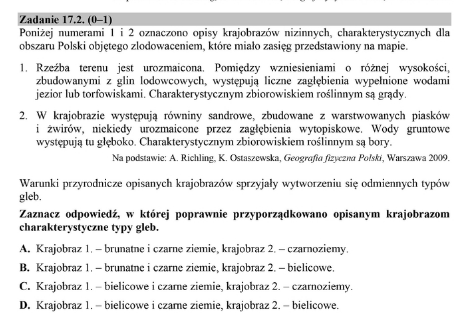 Zadanie 17.2. (0–1)
Poniżej numerami 1 i 2 oznaczono opisy krajobrazów nizinnych, charakterystycznych dla
obszaru Polski objętego zlodowaceniem, które miało zasięg przedstawiony na mapie.
1. Rzeźba terenu jest urozmaicona. Pomiędzy wzniesieniami o różnej wysokości,
zbudowanymi z glin lodowcowych, występują liczne zagłębienia wypełnione wodami
jezior lub torfowiskami. Charakterystycznym zbiorowiskiem roślinnym są grądy.
2. W krajobrazie występują równiny sandrowe, zbudowane z warstwowanych piasków
i żwirów, niekiedy urozmaicone przez zagłębienia wytopiskowe. Wody gruntowe
występują tu głęboko. Charakterystycznym zbiorowiskiem roślinnym są bory.
Na podstawie: A. Richling, K. Ostaszewska, Geografia fizyczna Polski, Warszawa 2009.
Warunki przyrodnicze opisanych krajobrazów sprzyjały wytworzeniu się odmiennych typów
gleb.
Zaznacz odpowiedź, w której poprawnie przyporządkowano opisanym krajobrazom
charakterystyczne typy gleb.
A. Krajobraz 1. – brunatne i czarne ziemie, krajobraz 2. – czarnoziemy.
B. Krajobraz 1. – brunatne i czarne ziemie, krajobraz 2. – bielicowe.
C. Krajobraz 1. – bielicowe i czarne ziemie, krajobraz 2. – czarnoziemy.
D. Krajobraz 1. – bielicowe i czarne ziemie, krajobraz 2. – bielicowe.